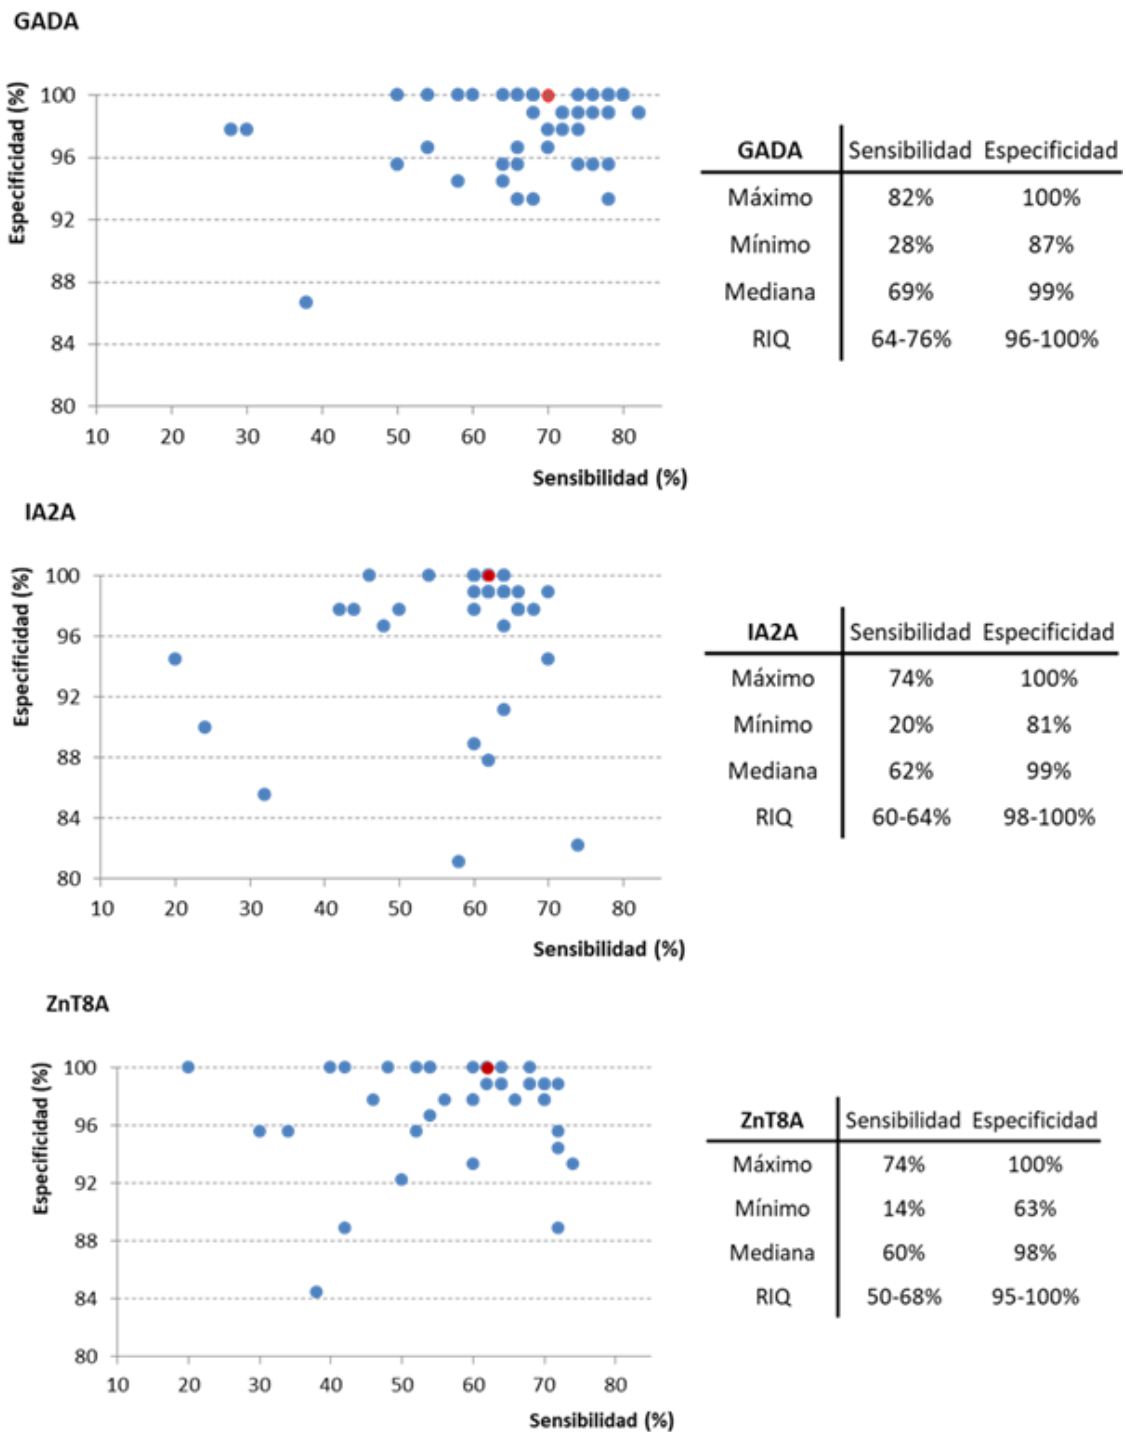 GADA
Especificidad (%)
100
96
92
88
84
80
10 20 30 40 50 60 70 80
Sensibilidad (%)
GADA Sensibilidad Especificidad
Máximo 82% 100%
Mínimo 28% 87%
Mediana 69% 99%
RIQ 64-76% 96-100%
IA2A
Especificidad (%)
100
96
92
88
84
80
10 20 30 40 50 60 70 80
Sensibilidad (%)
IA2A Sensibilidad Especificidad
Máximo 74% 100%
Mínimo 20% 81%
Mediana 62% 99%
RIQ 60-64% 98-100%
ZnT8A
Especificidad (%)
100
96
92
88
84
80
10 20 30 40 50 60 70 80
Sensibilidad (%)
ZnT8A Sensibilidad Especificidad
Máximo 74% 100%
Mínimo 14% 63%
Mediana 60% 98%
RIQ 50-68% 95-100%